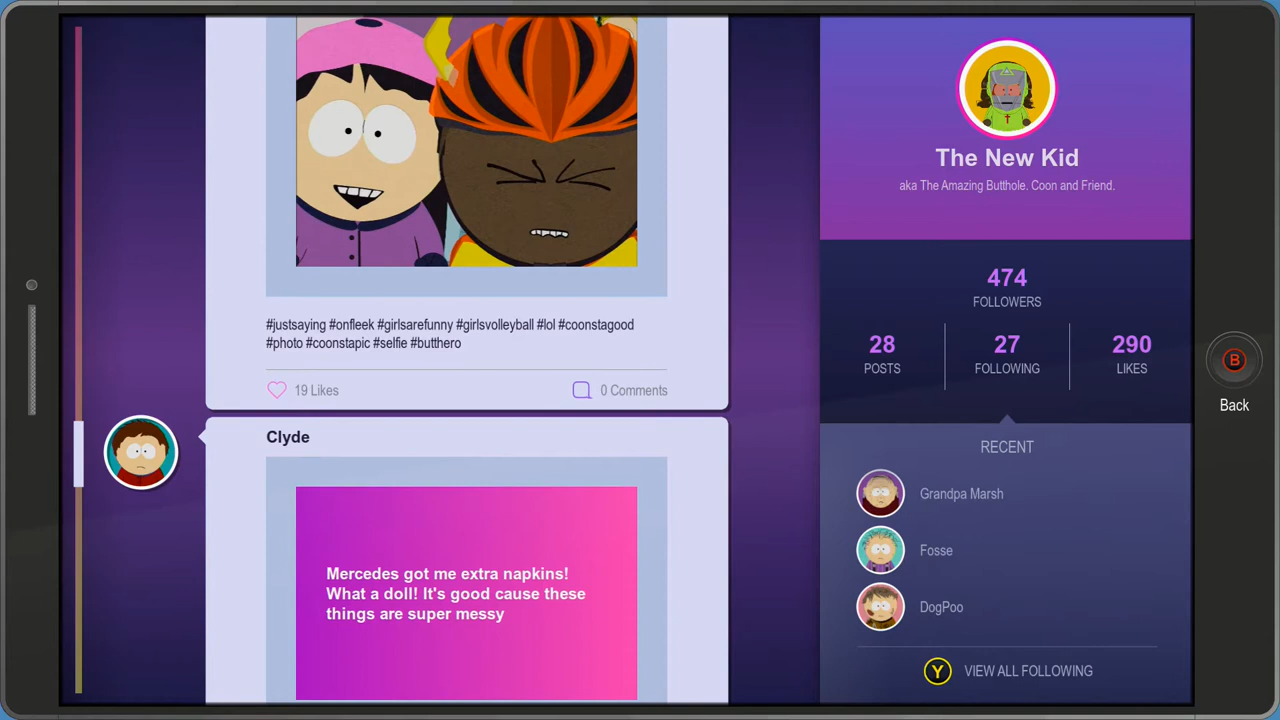 #justsaying #onfleek #girlsarefunny #girlsvolleyball #lol #coonstagood
#photo #coonstapic #selfie #butthero
19 Likes
0 Comments
Clyde
Mercedes got me extra napkins!
What a doll! It's good cause these
things are super messy
The New Kid
aka The Amazing Butthole. Coon and Friend.
474
FOLLOWERS
28
POSTS
27
FOLLOWING
290
LIKES
RECENT
Grandpa Marsh
Fosse
DogPoo
Y VIEW ALL FOLLOWING
B
Back